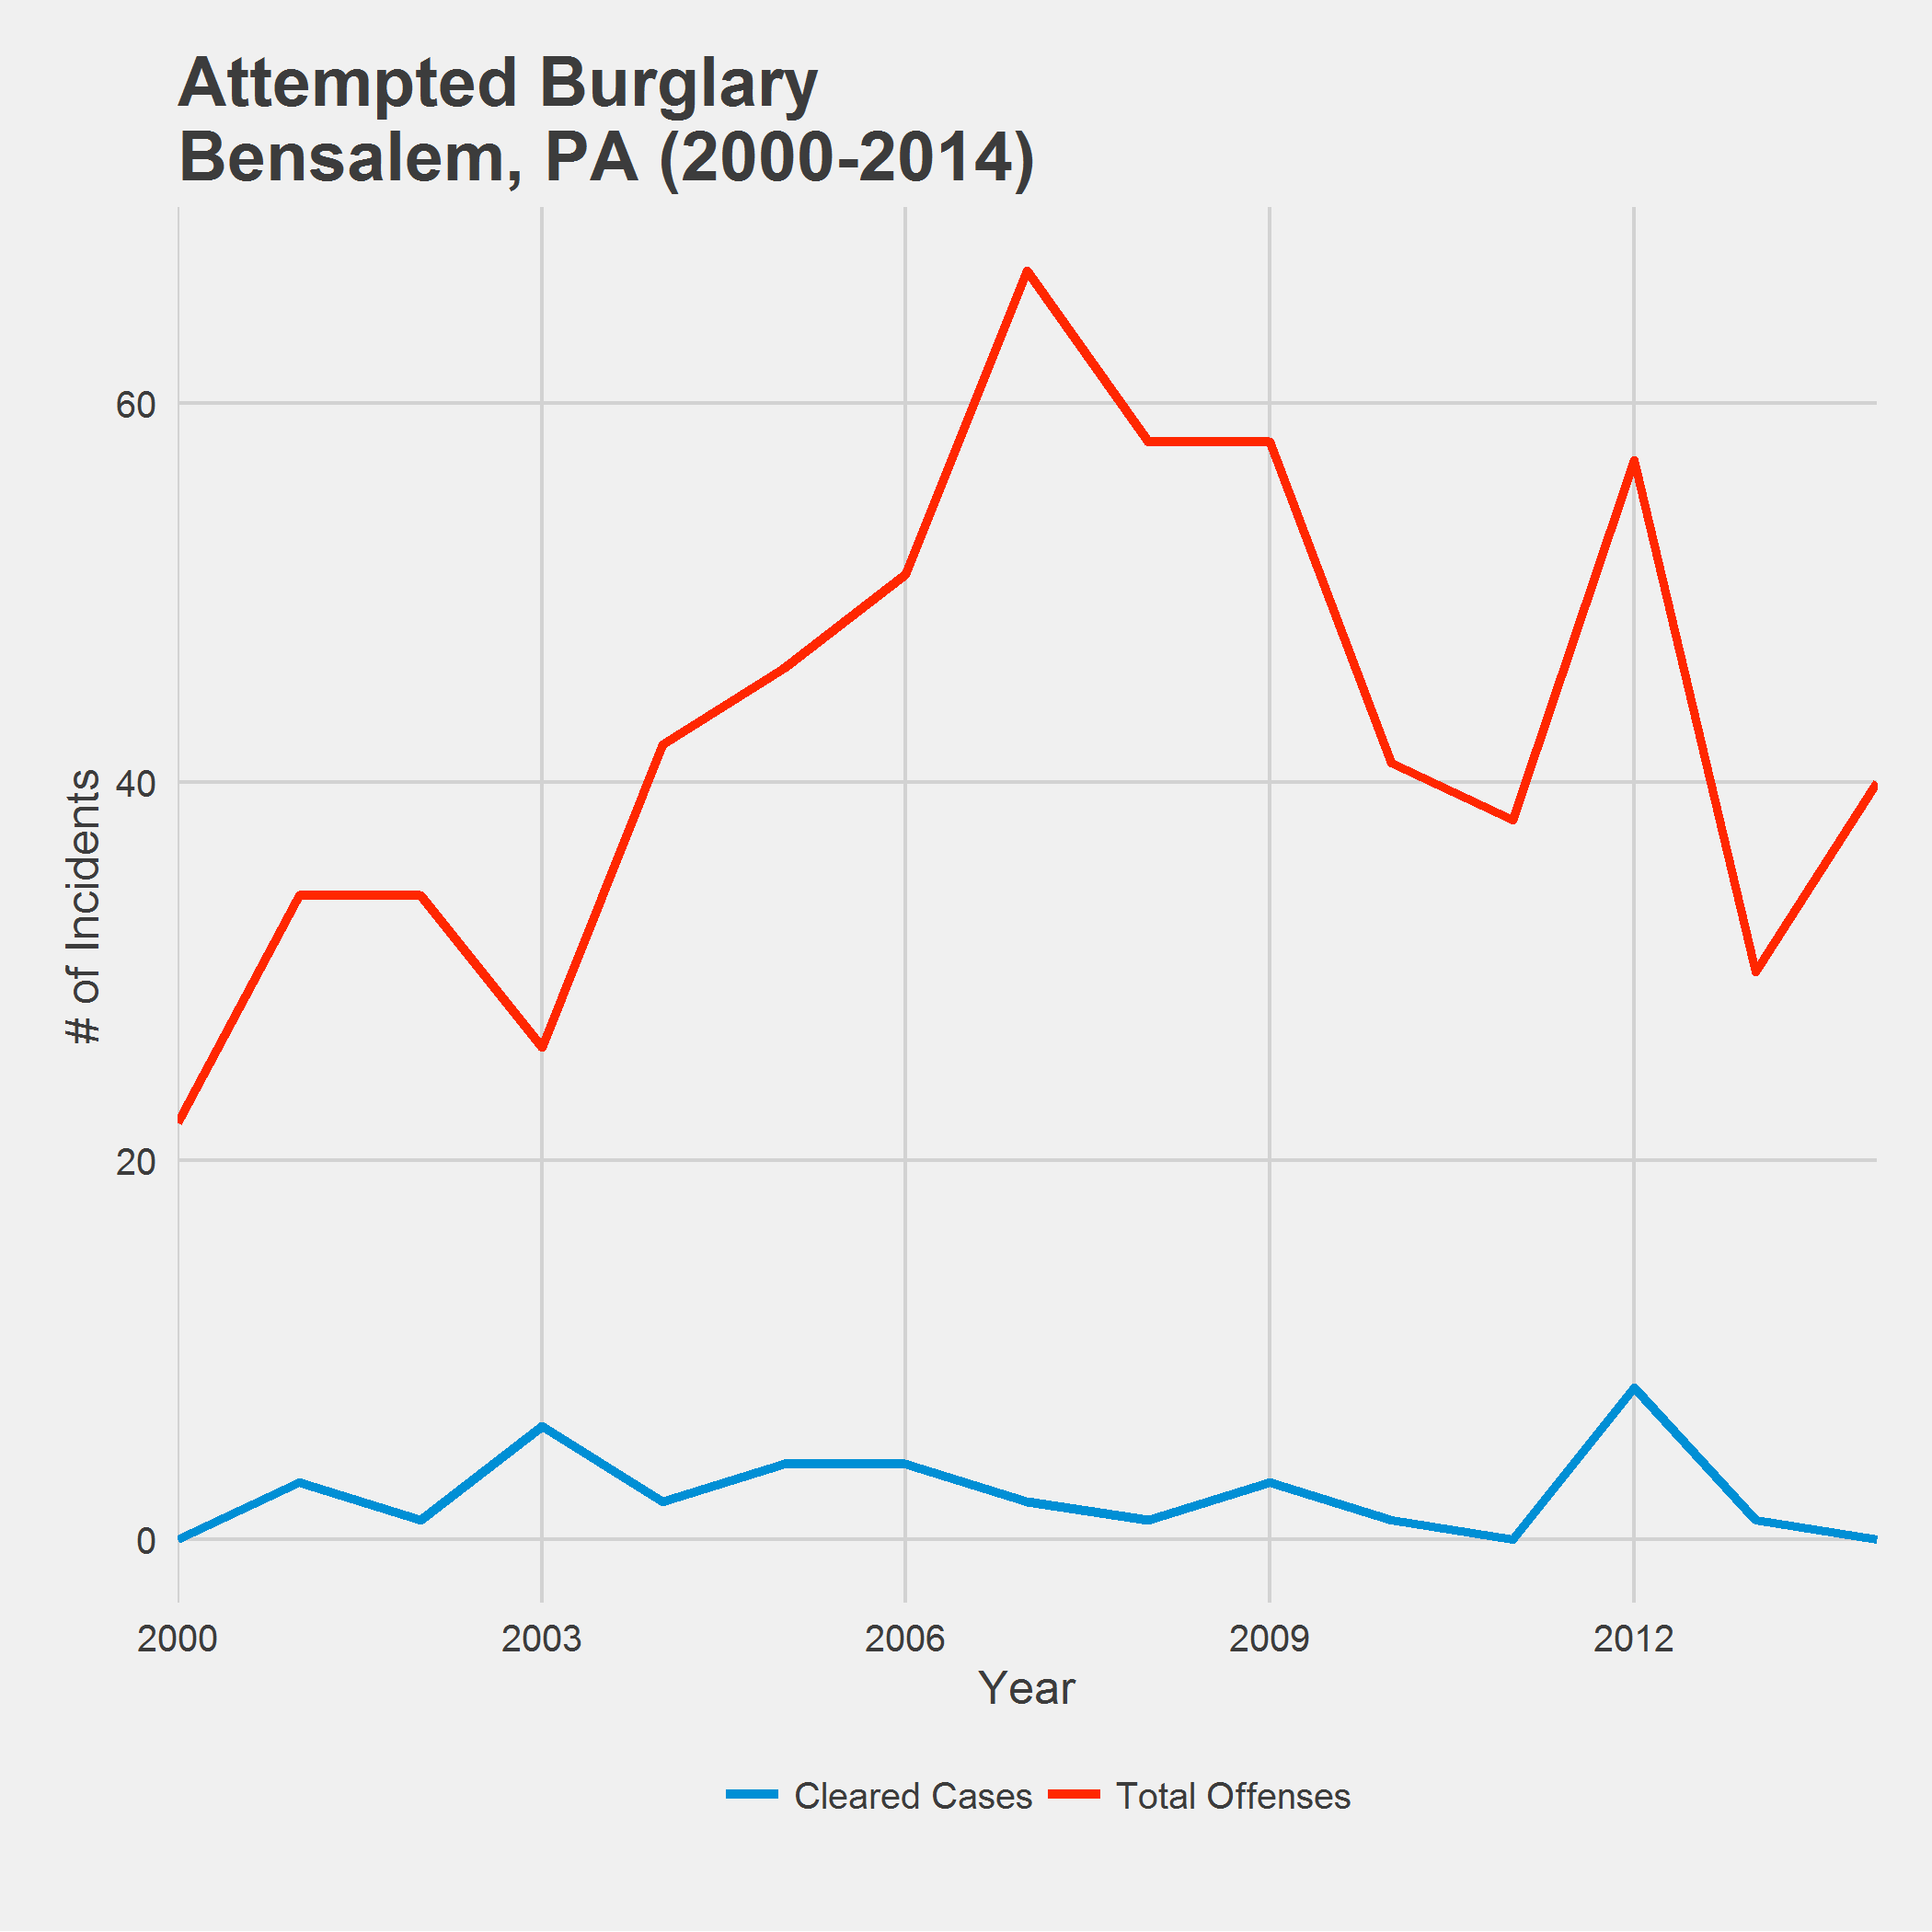 Attempted Burglary
Bensalem, PA (2000-2014)
60
40
20
0
# of Incidents
2000 2003 2006 2009 2012
Year
Cleared Cases Total Offenses